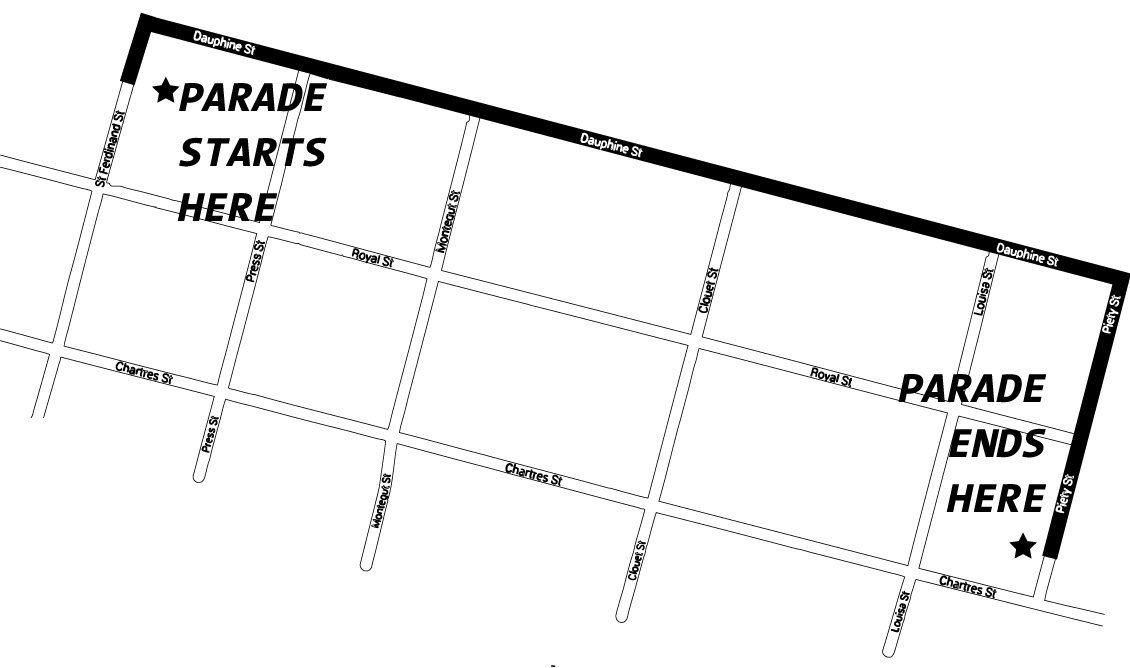 Dauphine St
PARADE
STARTS
HERE
St Ferdinand St
Dauphine St
Montegut St
Press St
Royal St
Dauphine St
Clouet St
Louisa St
Piety St
Chartres St
Royal St
PARADE
ENDS
HERE
Press St
Montegut St
Chartres St
Piety St
Clouet St
Chartres St
Louisa St